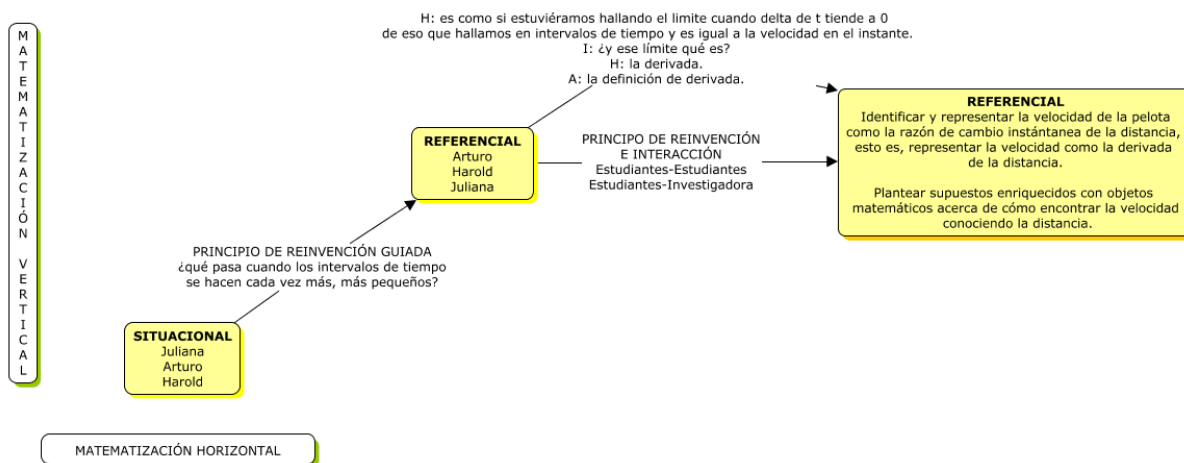 MATEMATIZACIÓN VERTICAL
H: es como si estuviéramos hallando el limite cuando delta de t tiende a 0
de eso que hallamos en intervalos de tiempo y es igual a la velocidad en el instante.
I: ¿y ese límite qué es?
H: la derivada.
A: la definición de derivada.
REFERENCIAL
Arturo
Harold
Juliana
PRINCIPO DE REINVENCIÓN
E INTERACCIÓN
Estudiantes-Estudiantes
Estudiantes-Investigadora
REFERENCIAL
Identificar y representar la velocidad de la pelota
como la razón de cambio instántanea de la distancia,
esto es, representar la velocidad como la derivada
de la distancia.
Plantear supuestos enriquecidos con objetos
matemáticos acerca de cómo encontrar la velocidad
conociendo la distancia.
PRINCIPIO DE REINVENCIÓN GUIADA
¿qué pasa cuando los intervalos de tiempo
se hacen cada vez más, más pequeños?
SITUACIONAL
Juliana
Arturo
Harold
MATEMATIZACIÓN HORIZONTAL